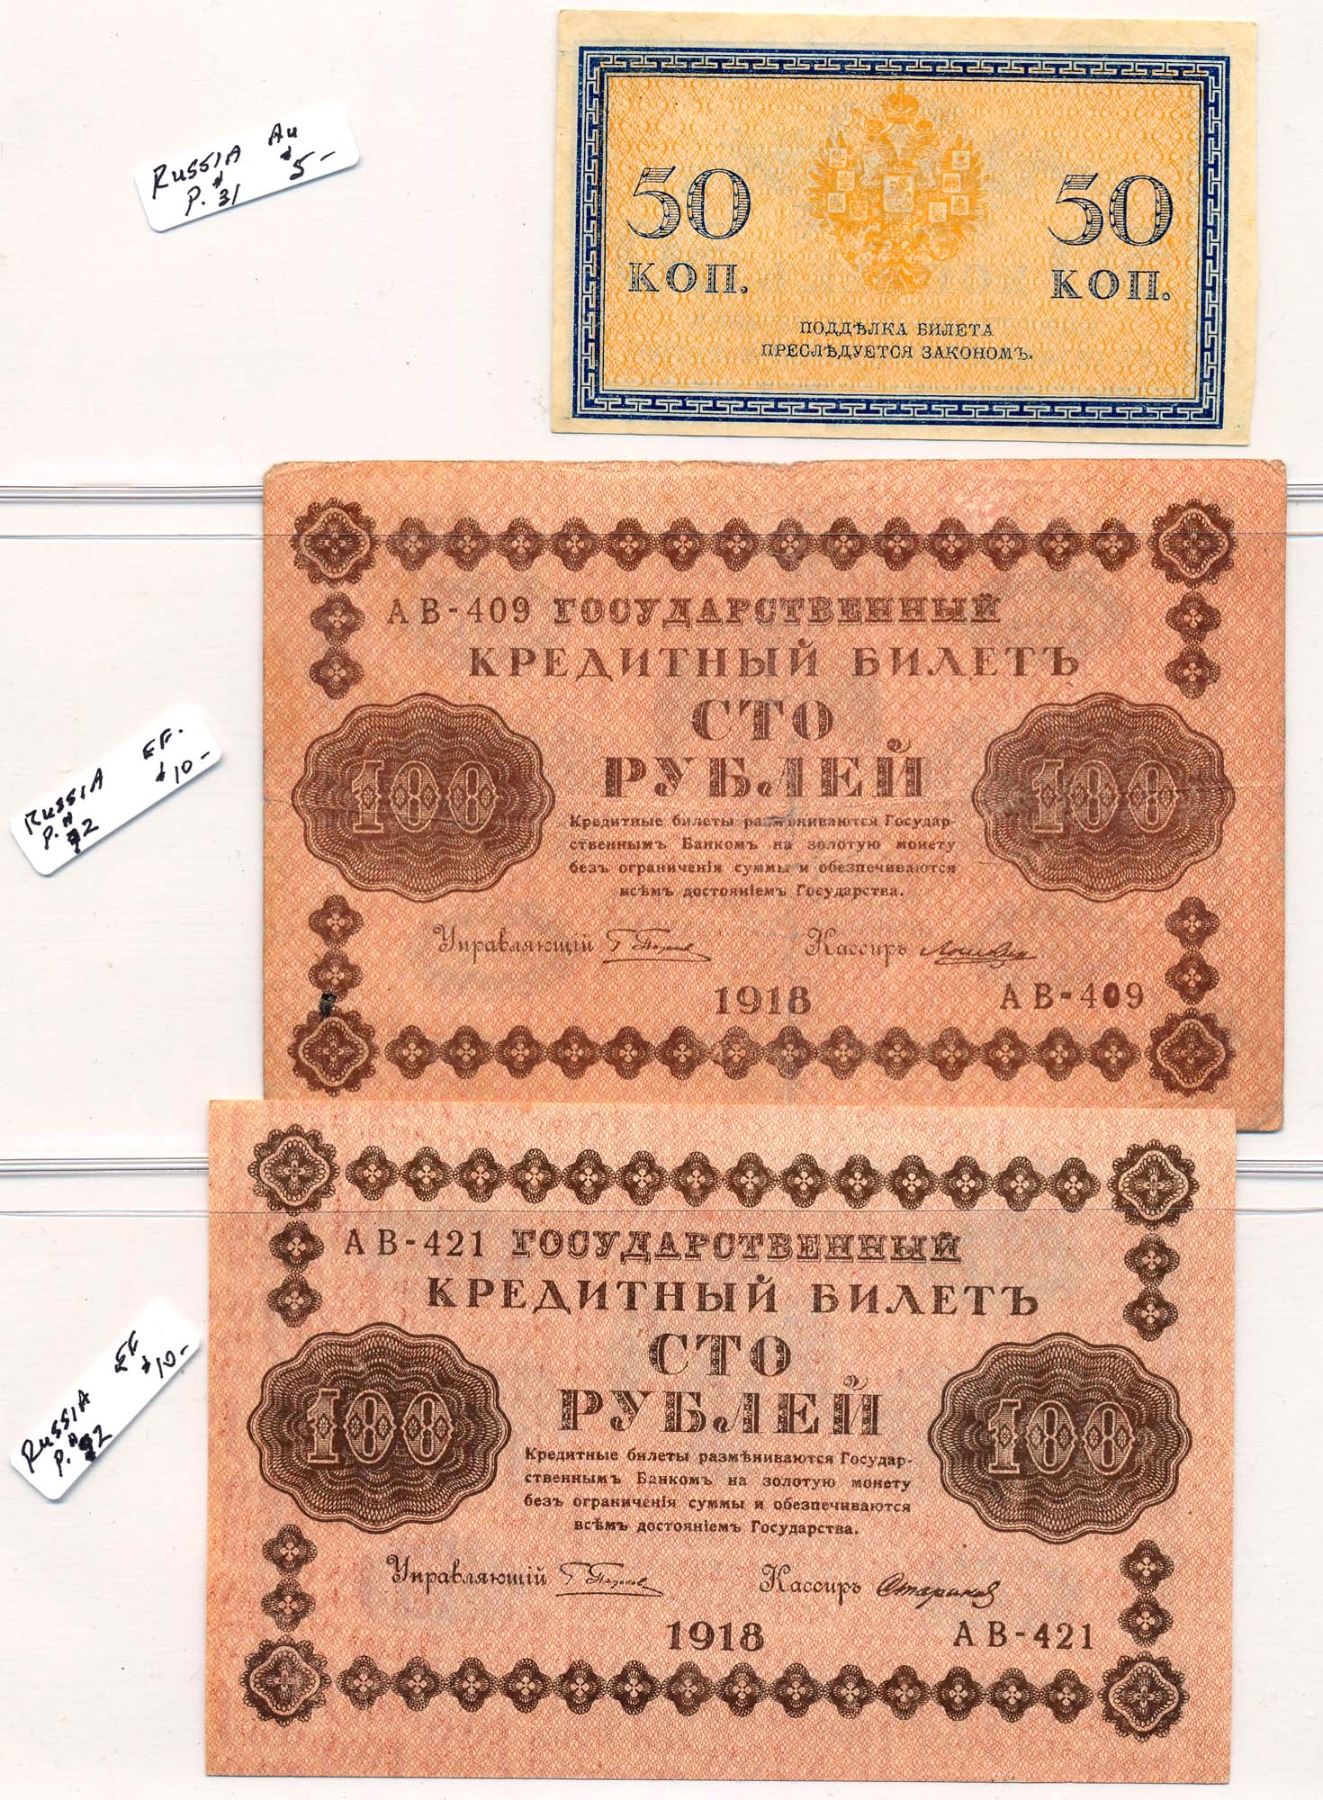 RUSSIA AU
P.# 31 $5-
50 50
КОП. КОП.
ПОДДѢЛКА БИЛЕТА
ПРЕСЛѢДУЕТСЯ ЗАКОНОМЪ.
RUSSIA EF.
P.# 92 $10-
АВ-409 ГОСУДАРСТВЕННЫЙ
КРЕДИТНЫЙ БИЛЕТЪ
СТО
РУБЛЕЙ
100 100
Кредитные билеты размѣниваются Государ-
ственнымъ Банкомъ на золотую монету
безъ ограниченія суммы и обезпечиваются
всѣмъ достояніемъ Государства.
Управляющій Кассиръ
1918 АВ-409
RUSSIA EF
P.# 92 $10-
АВ-421 ГОСУДАРСТВЕННЫЙ
КРЕДИТНЫЙ БИЛЕТЪ
СТО
РУБЛЕЙ
100 100
Кредитные билеты размѣниваются Государ-
ственнымъ Банкомъ на золотую монету
безъ ограниченія суммы и обезпечиваются
всѣмъ достояніемъ Государства.
Управляющій Кассиръ
1918 АВ-421